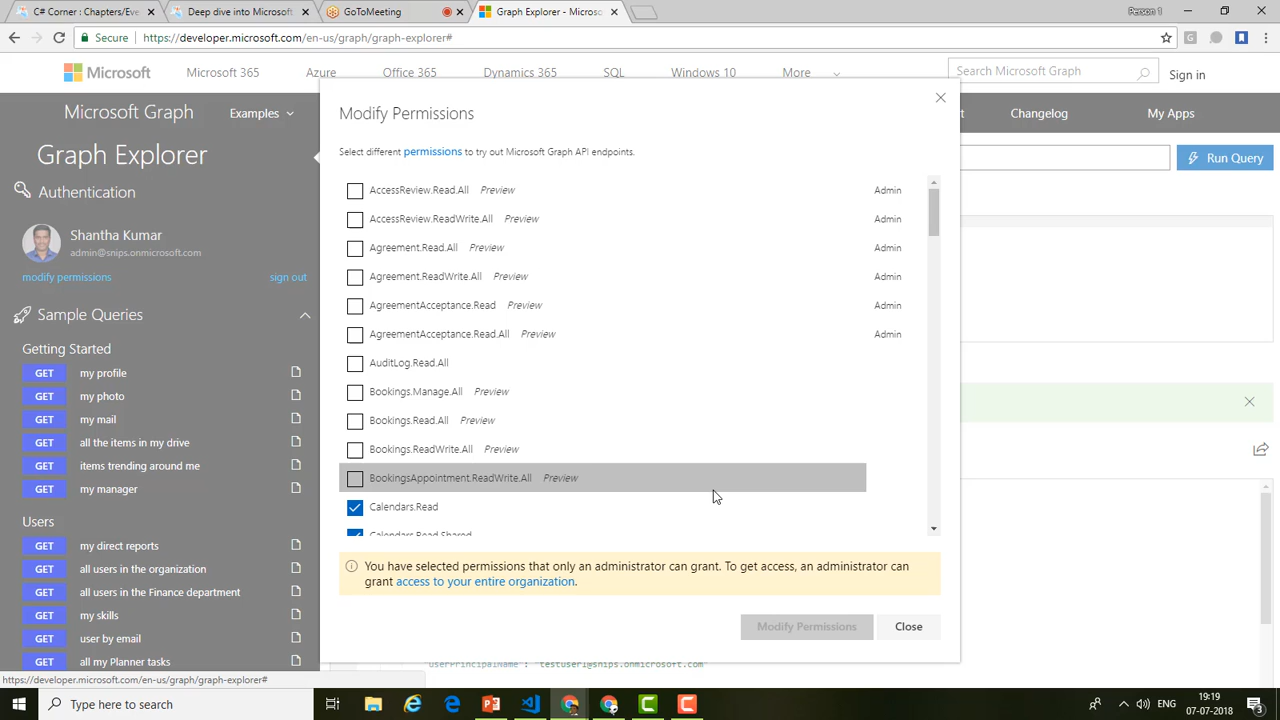 C# Corner : Chapters/Eve
Deep dive into Microsoft
GoToMeeting
Graph Explorer - Microso
Person 1
Secure
https://developer.microsoft.com/en-us/graph/graph-explorer#
Microsoft
Microsoft 365
Azure
Office 365
Dynamics 365
SQL
Windows 10
More
Search Microsoft Graph
Sign in
Microsoft Graph
Examples
Changelog
My Apps
Graph Explorer
Run Query
Authentication
Shantha Kumar
admin@snips.onmicrosoft.com
modify permissions
sign out
Sample Queries
Getting Started
GET my profile
GET my photo
GET my mail
GET all the items in my drive
GET items trending around me
GET my manager
Users
GET my direct reports
GET all users in the organization
GET all users in the Finance department
GET my skills
GET user by email
GET all my Planner tasks
Modify Permissions
Select different permissions to try out Microsoft Graph API endpoints.
AccessReview.Read.All Preview Admin
AccessReview.ReadWrite.All Preview Admin
Agreement.Read.All Preview Admin
Agreement.ReadWrite.All Preview Admin
AgreementAcceptance.Read Preview Admin
AgreementAcceptance.Read.All Preview Admin
AuditLog.Read.All
Bookings.Manage.All Preview
Bookings.Read.All Preview
Bookings.ReadWrite.All Preview
BookingsAppointment.ReadWrite.All Preview
Calendars.Read
Calendars.Read.Shared
You have selected permissions that only an administrator can grant. To get access, an administrator can
grant access to your entire organization.
Modify Permissions
Close
"userPrincipalName": "testuser1@snips.onmicrosoft.com"
https://developer.microsoft.com/en-us/graph/graph-explorer#
Type here to search
ENG
19:19
07-07-2018